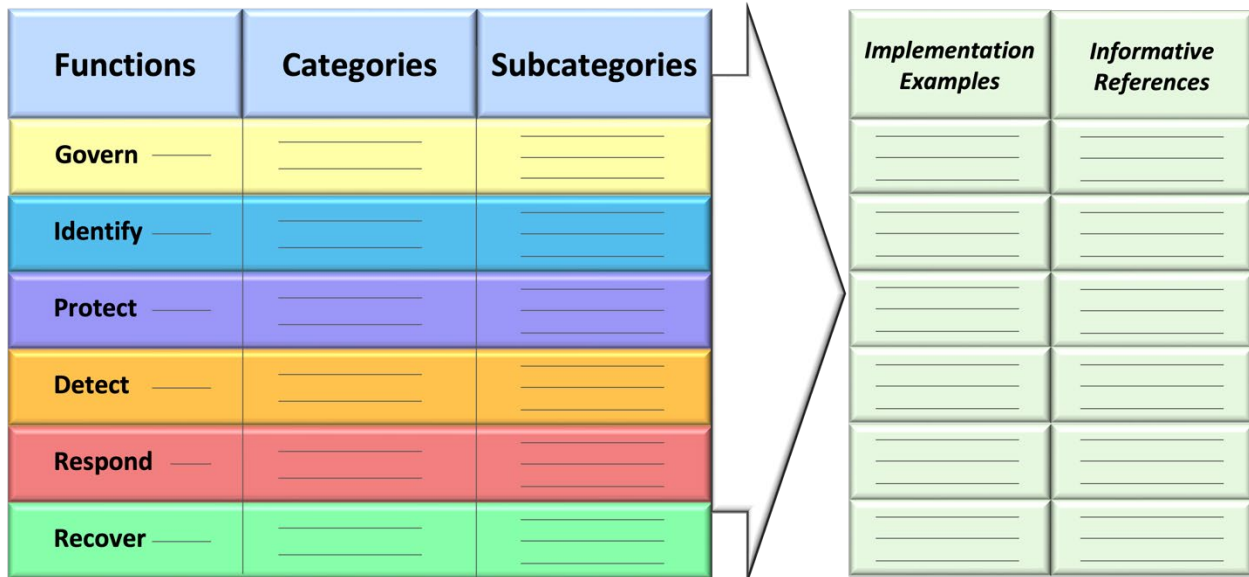 Functions
Categories
Subcategories
Implementation
Examples
Informative
References
Govern
Identify
Protect
Detect
Respond
Recover